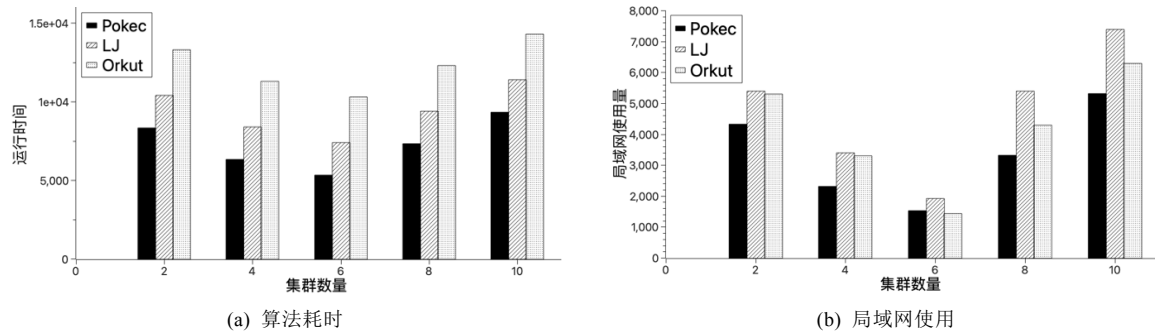 1.5e+04
1e+04
5,000
0
运行时间
Pokec
LJ
Orkut
0
2
4
6
8
10
集群数量
(a) 算法耗时
8,000
7,000
6,000
5,000
4,000
3,000
2,000
1,000
0
局域网使用量
Pokec
LJ
Orkut
0
2
4
6
8
10
集群数量
(b) 局域网使用